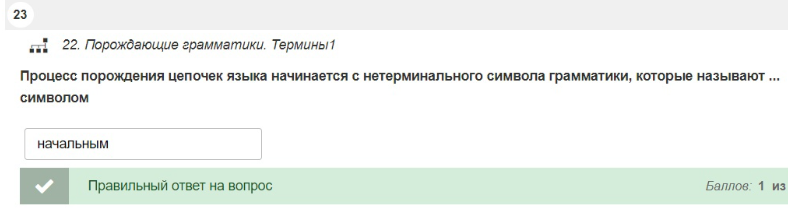 23
22. Порождающие грамматики. Термины1
Процесс порождения цепочек языка начинается с нетерминального символа грамматики, которые называют ...
символом
начальным
Правильный ответ на вопрос
Баллов: 1 из